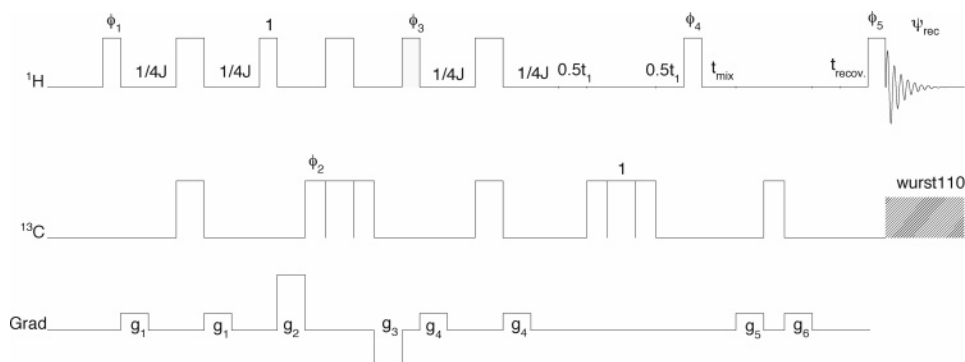 ϕ1 1 ϕ3 ϕ4 ϕ5 ψrec
1/4J 1/4J 1/4J 1/4J 0.5t1 0.5t1 tmix trecov.
1H
ϕ2 1 wurst110
13C
Grad g1 g1 g2 g3 g4 g4 g5 g6